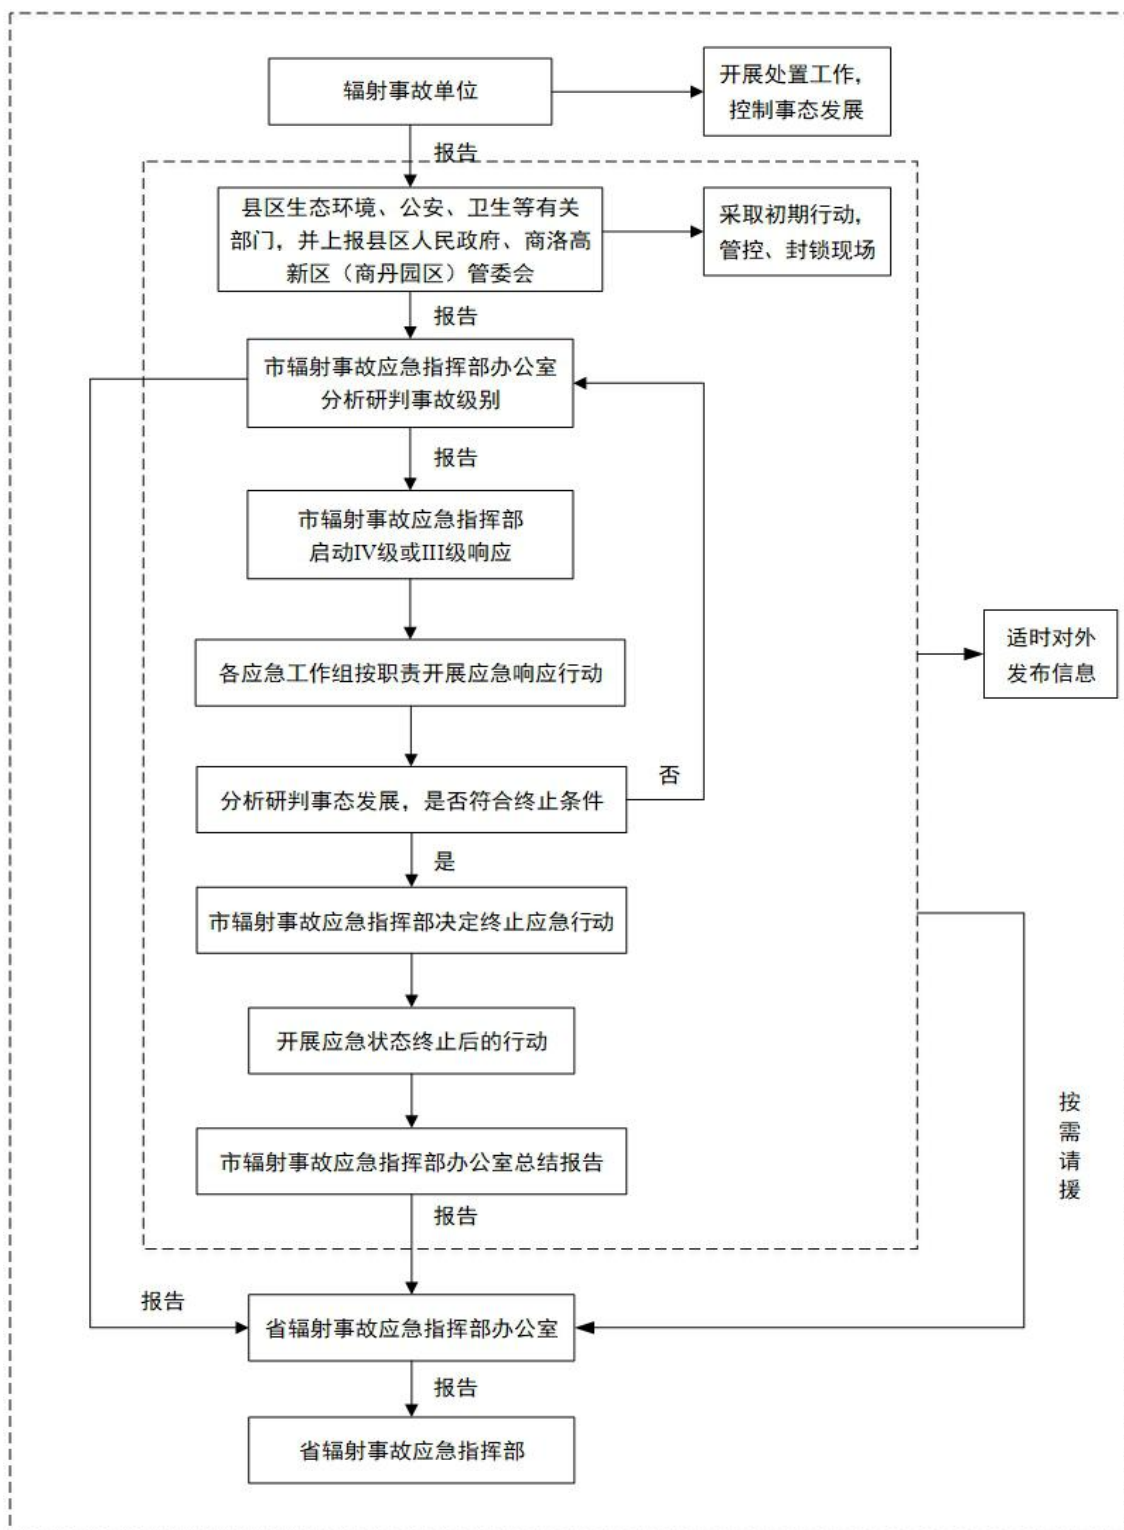 辐射事故单位
开展处置工作，
控制事态发展
报告
县区生态环境、公安、卫生等有关
部门，并上报县区人民政府、商洛高
新区（商丹园区）管委会
采取初期行动，
管控、封锁现场
报告
市辐射事故应急指挥部办公室
分析研判事故级别
报告
市辐射事故应急指挥部
启动IV级或III级响应
各应急工作组按职责开展应急响应行动
适时对外
发布信息
否
分析研判事态发展，是否符合终止条件
是
市辐射事故应急指挥部决定终止应急行动
开展应急状态终止后的行动
按
需
请
援
市辐射事故应急指挥部办公室总结报告
报告
报告
省辐射事故应急指挥部办公室
报告
省辐射事故应急指挥部